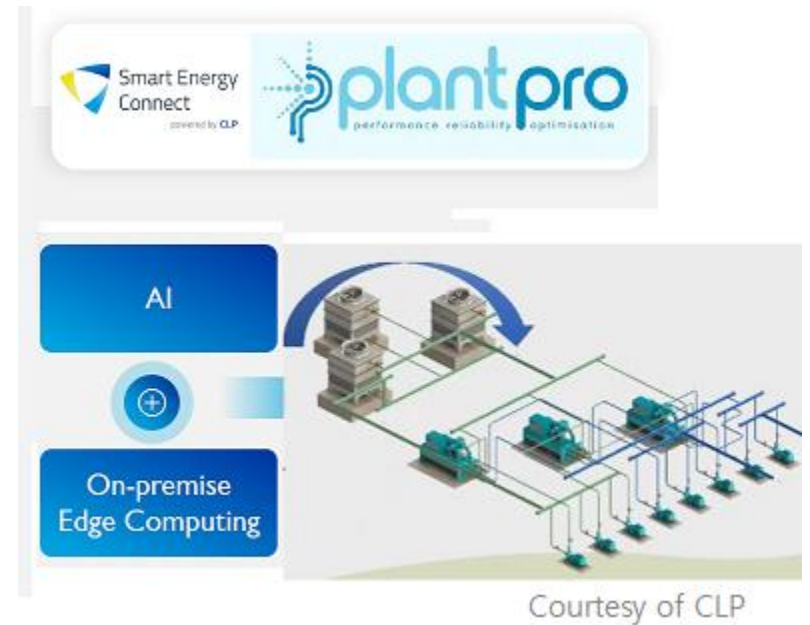 Smart Energy
Connect
powered by CLP
plantpro
performance reliability optimisation
AI
On-premise
Edge Computing
Courtesy of CLP